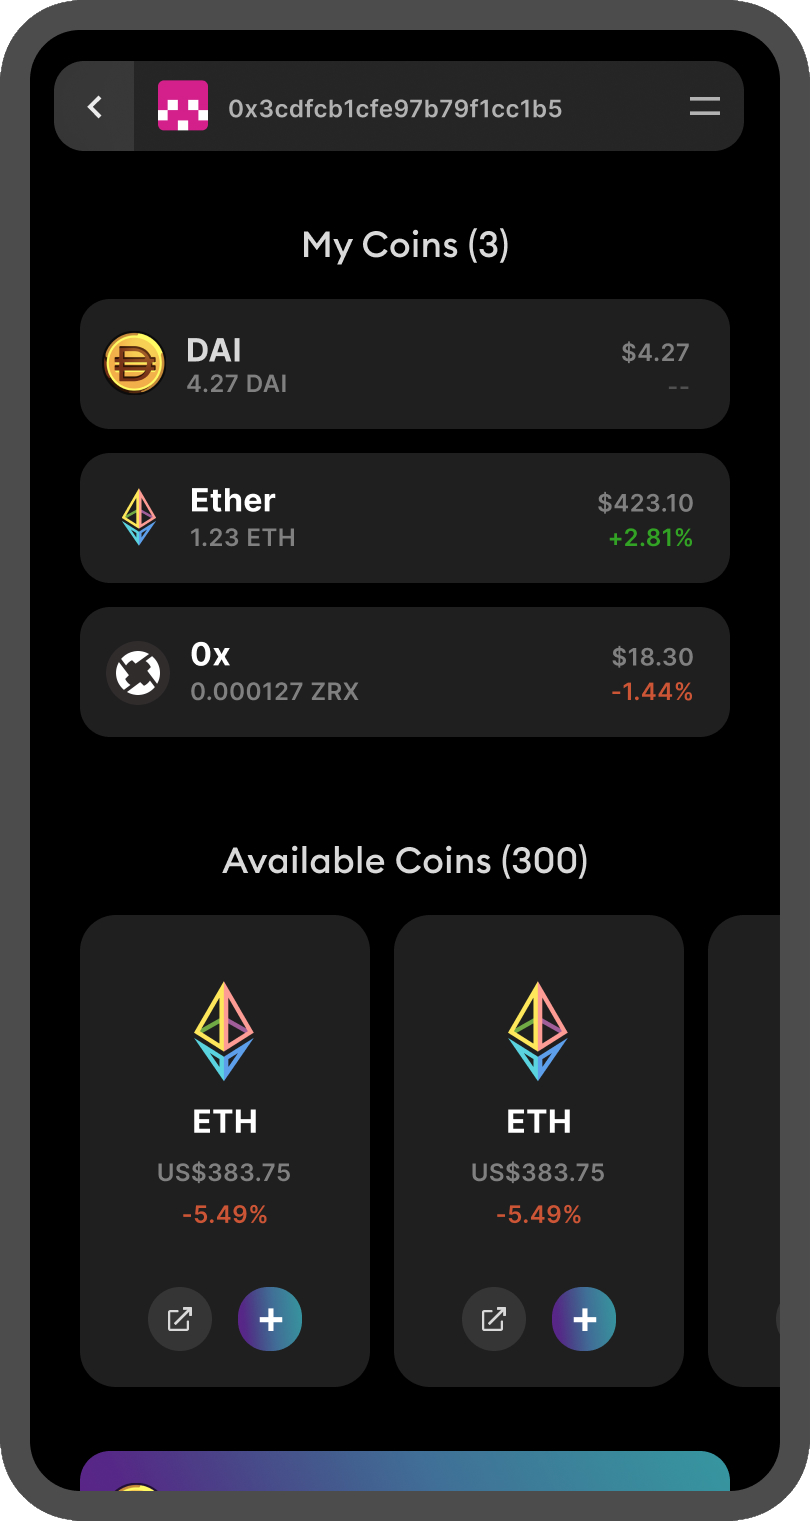 0x3cdfcb1cfe97b79f1cc1b5
My Coins (3)
DAI
$4.27
4.27 DAI
--
Ether
$423.10
1.23 ETH
+2.81%
0x
$18.30
0.000127 ZRX
-1.44%
Available Coins (300)
ETH
US$383.75
-5.49%
ETH
US$383.75
-5.49%